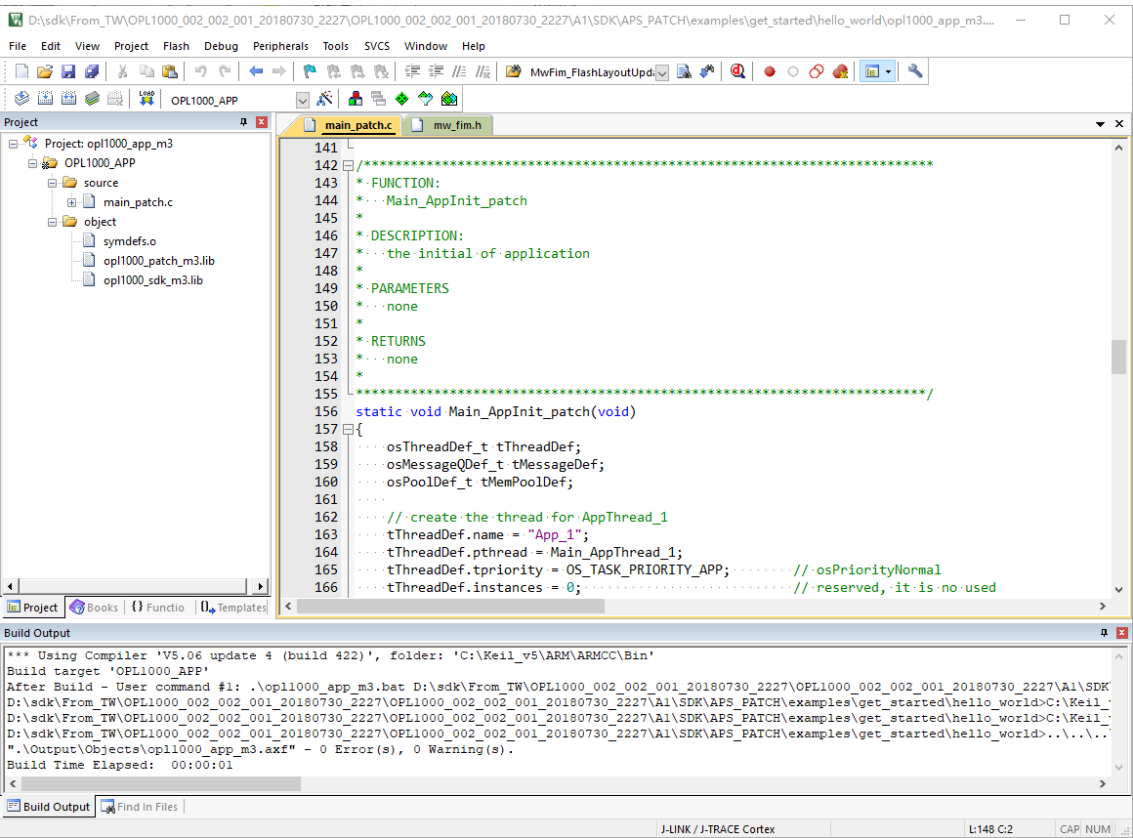 D:\sdk\From_TW\OPL1000_002_002_001_20180730_2227\OPL1000_002_002_001_20180730_2227\A1\SDK\APS_PATCH\examples\get_started\hello_world\opl1000_app_m3....
File Edit View Project Flash Debug Peripherals Tools SVCS Window Help
MwFim_FlashLayoutUpd
LOAD OPL1000_APP
Project
Project: opl1000_app_m3
OPL1000_APP
source
main_patch.c
object
symdefs.o
opl1000_patch_m3.lib
opl1000_sdk_m3.lib
Project Books {} Functio 0 Templates
main_patch.c mw_fim.h
141
142 /*************************************************************************
143 * FUNCTION:
144 *   Main_AppInit_patch
145 *
146 * DESCRIPTION:
147 *   the initial of application
148 *
149 * PARAMETERS
150 *   none
151 *
152 * RETURNS
153 *   none
154 *
155 *************************************************************************/
156 static void Main_AppInit_patch(void)
157 {
158     osThreadDef_t tThreadDef;
159     osMessageQDef_t tMessageDef;
160     osPoolDef_t tMemPoolDef;
161
162     // create the thread for AppThread_1
163     tThreadDef.name = "App_1";
164     tThreadDef.pthread = Main_AppThread_1;
165     tThreadDef.tpriority = OS_TASK_PRIORITY_APP;        // osPriorityNormal
166     tThreadDef.instances = 0;                           // reserved, it is no used
Build Output
*** Using Compiler 'V5.06 update 4 (build 422)', folder: 'C:\Keil_v5\ARM\ARMCC\Bin'
Build target 'OPL1000_APP'
After Build - User command #1: .\opl1000_app_m3.bat D:\sdk\From_TW\OPL1000_002_002_001_20180730_2227\OPL1000_002_002_001_20180730_2227\A1\SDK
D:\sdk\From_TW\OPL1000_002_002_001_20180730_2227\OPL1000_002_002_001_20180730_2227\A1\SDK\APS_PATCH\examples\get_started\hello_world>C:\Keil_
D:\sdk\From_TW\OPL1000_002_002_001_20180730_2227\OPL1000_002_002_001_20180730_2227\A1\SDK\APS_PATCH\examples\get_started\hello_world>C:\Keil_
D:\sdk\From_TW\OPL1000_002_002_001_20180730_2227\OPL1000_002_002_001_20180730_2227\A1\SDK\APS_PATCH\examples\get_started\hello_world>..\..\..
".\Output\Objects\opl1000_app_m3.axf" - 0 Error(s), 0 Warning(s).
Build Time Elapsed:  00:00:01
Build Output Find In Files
J-LINK / J-TRACE Cortex L:148 C:2 CAP NUM